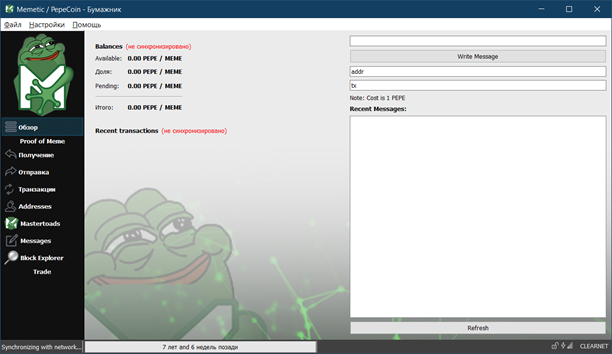 Memetic / PepeCoin - Бумажник
Файл Настройки Помощь
Balances (не синхронизировано)
Available: 0.00 PEPE / MEME
Доля: 0.00 PEPE / MEME
Pending: 0.00 PEPE / MEME
Итого: 0.00 PEPE / MEME
Recent transactions (не синхронизировано)
Write Message
addr
tx
Note: Cost is 1 PEPE
Recent Messages:
Refresh
Обзор
Proof of Meme
Получение
Отправка
Транзакции
Addresses
Mastertoads
Messages
Block Explorer
Trade
Synchronizing with network...
7 лет and 6 недель позади
CLEARNET